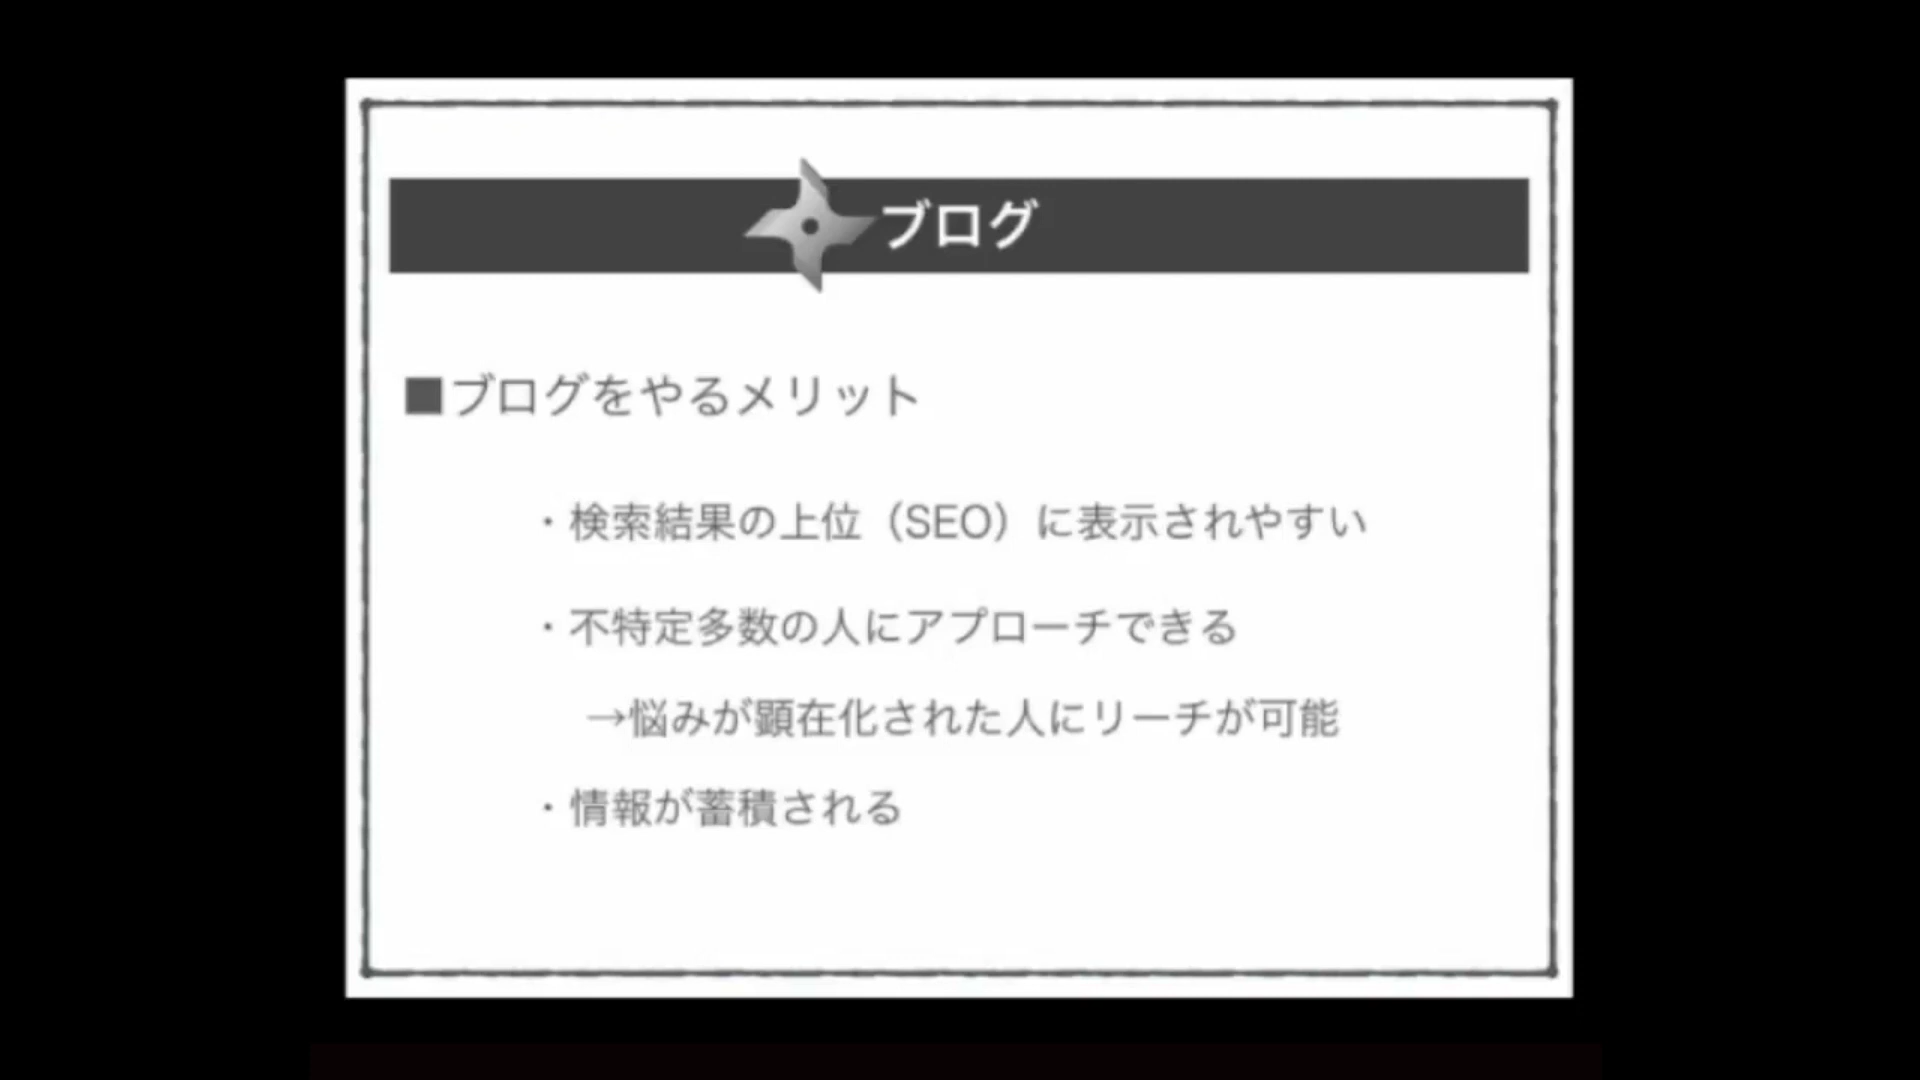 ブログ
■ブログをやるメリット
・検索結果の上位（SEO）に表示されやすい
・不特定多数の人にアプローチできる
→悩みが顕在化された人にリーチが可能
・情報が蓄積される